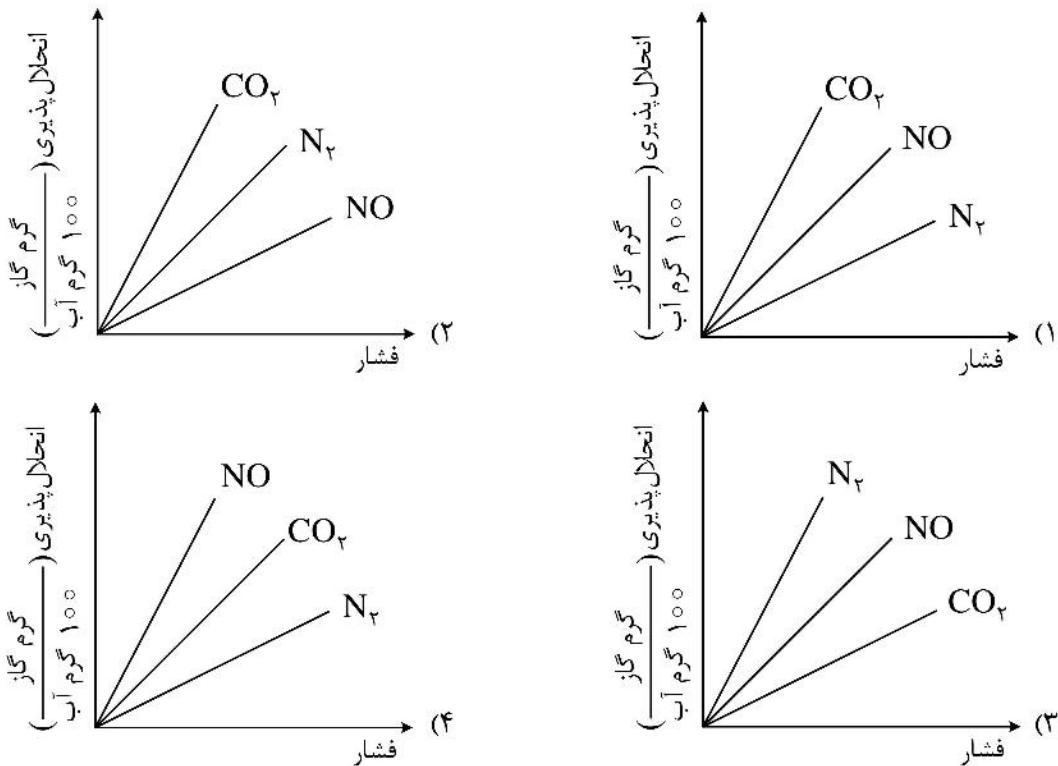 انحلال‌پذیری (گرم گاز / ۱۰۰ گرم آب)
CO۲
NO
N۲
فشار
۱)
انحلال‌پذیری (گرم گاز / ۱۰۰ گرم آب)
CO۲
N۲
NO
فشار
۲)
انحلال‌پذیری (گرم گاز / ۱۰۰ گرم آب)
N۲
NO
CO۲
فشار
۳)
انحلال‌پذیری (گرم گاز / ۱۰۰ گرم آب)
NO
CO۲
N۲
فشار
۴)